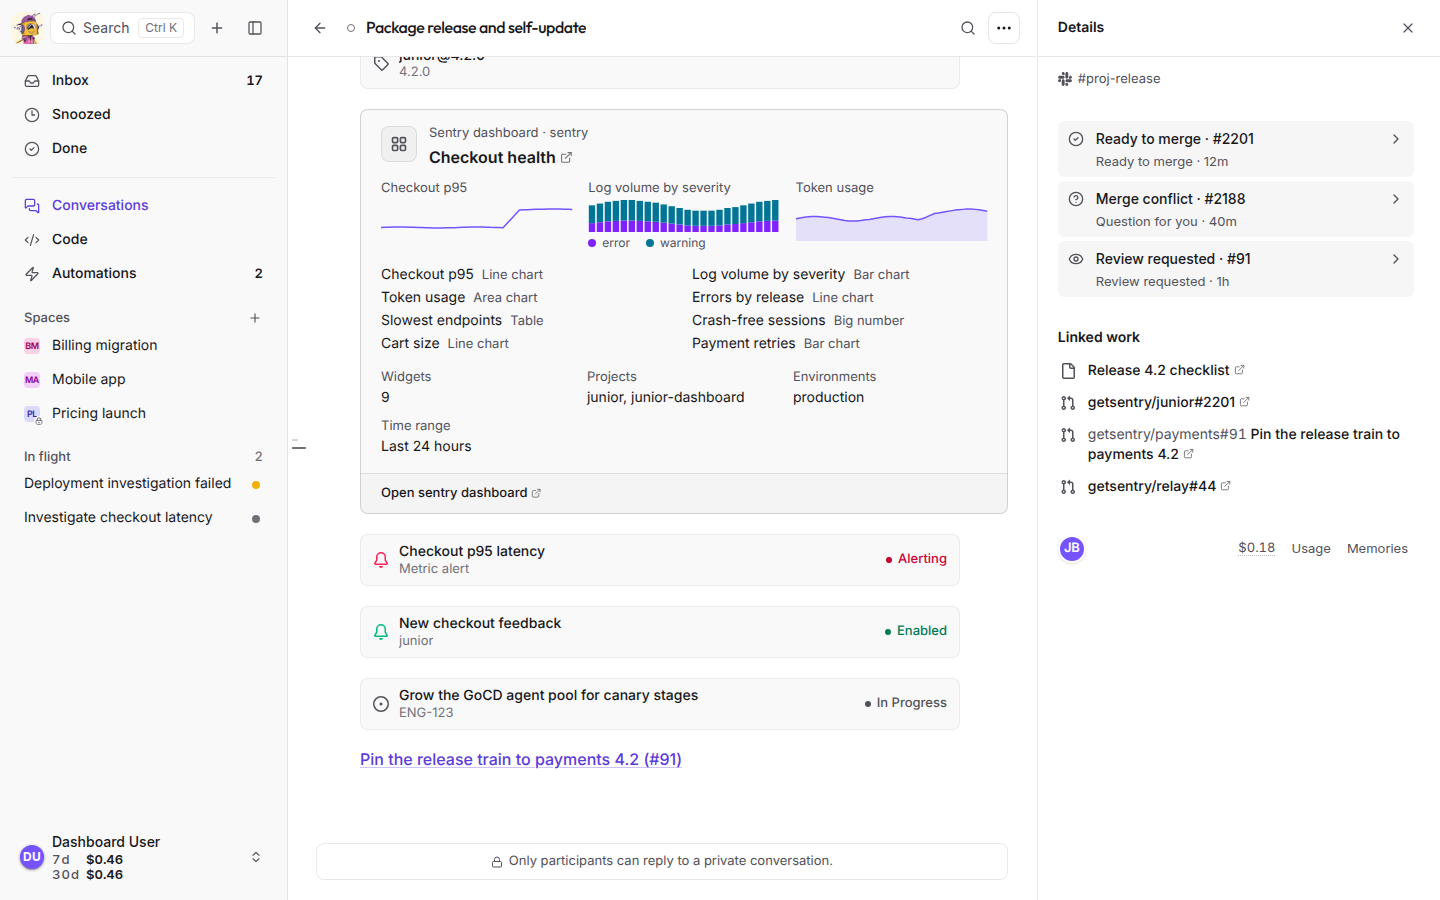 Search
Ctrl K
Inbox
17
Snoozed
Done
Conversations
Code
Automations
2
Spaces
BM
Billing migration
MA
Mobile app
PL
Pricing launch
In flight
2
Deployment investigation failed
Investigate checkout latency
DU
Dashboard User
7d $0.46
30d $0.46
Package release and self-update
junior@4.2.0
4.2.0
Sentry dashboard · sentry
Checkout health
Checkout p95
Log volume by severity
Token usage
error
warning
Checkout p95 Line chart
Log volume by severity Bar chart
Token usage Area chart
Errors by release Line chart
Slowest endpoints Table
Crash-free sessions Big number
Cart size Line chart
Payment retries Bar chart
Widgets
9
Projects
junior, junior-dashboard
Environments
production
Time range
Last 24 hours
Open sentry dashboard
Checkout p95 latency
Metric alert
Alerting
New checkout feedback
junior
Enabled
Grow the GoCD agent pool for canary stages
ENG-123
In Progress
Pin the release train to payments 4.2 (#91)
Only participants can reply to a private conversation.
Details
#proj-release
Ready to merge · #2201
Ready to merge · 12m
Merge conflict · #2188
Question for you · 40m
Review requested · #91
Review requested · 1h
Linked work
Release 4.2 checklist
getsentry/junior#2201
getsentry/payments#91 Pin the release train to
payments 4.2
getsentry/relay#44
JB
$0.18
Usage
Memories